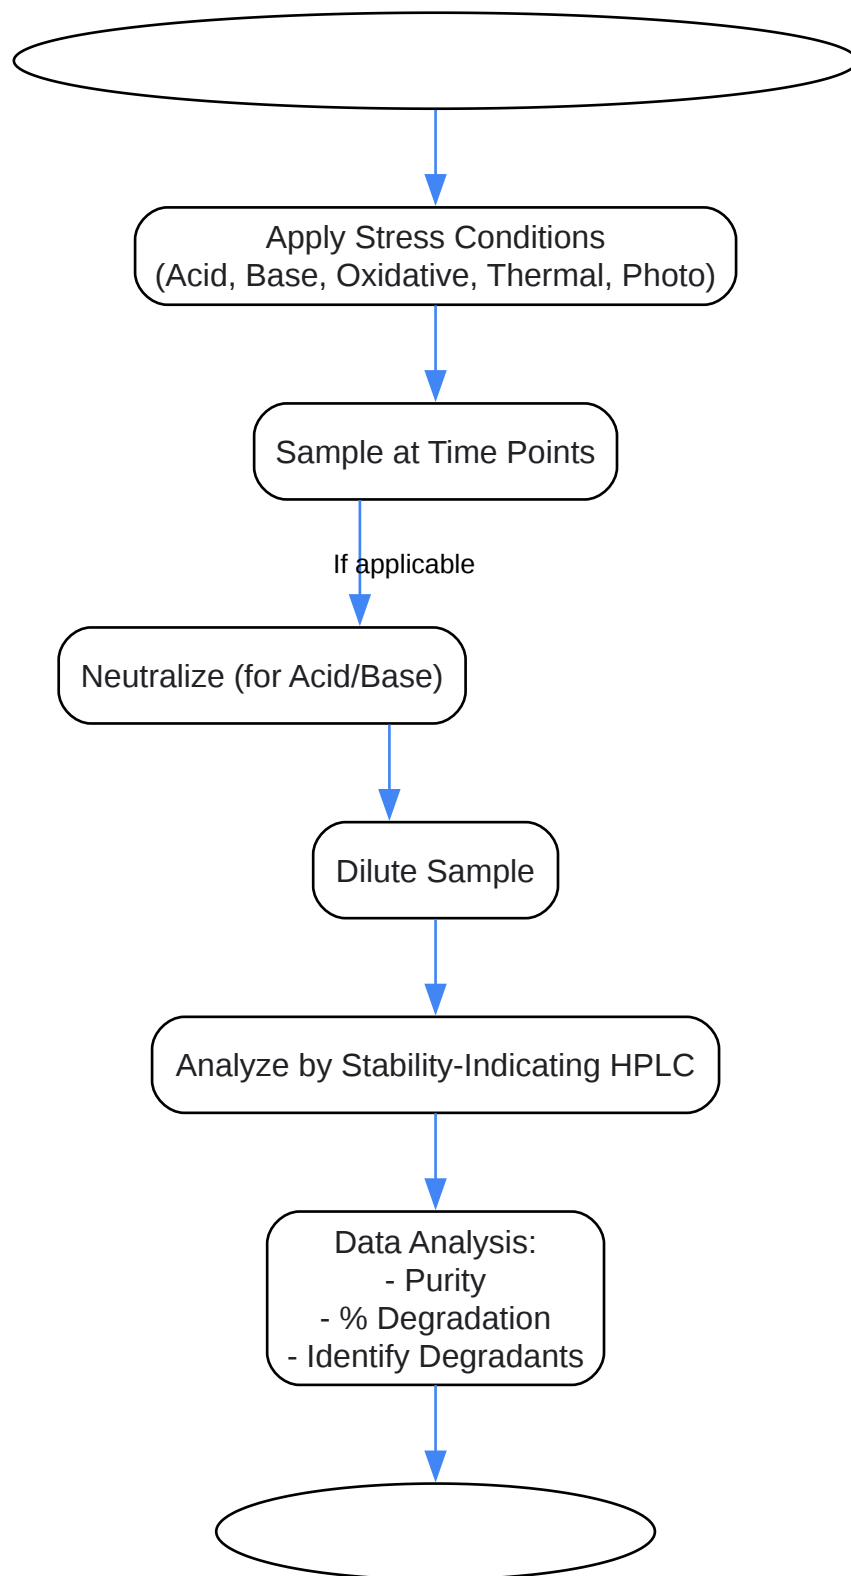 Apply Stress Conditions
(Acid, Base, Oxidative, Thermal, Photo)
Sample at Time Points
If applicable
Neutralize (for Acid/Base)
Dilute Sample
Analyze by Stability-Indicating HPLC
Data Analysis:
- Purity
- % Degradation
- Identify Degradants